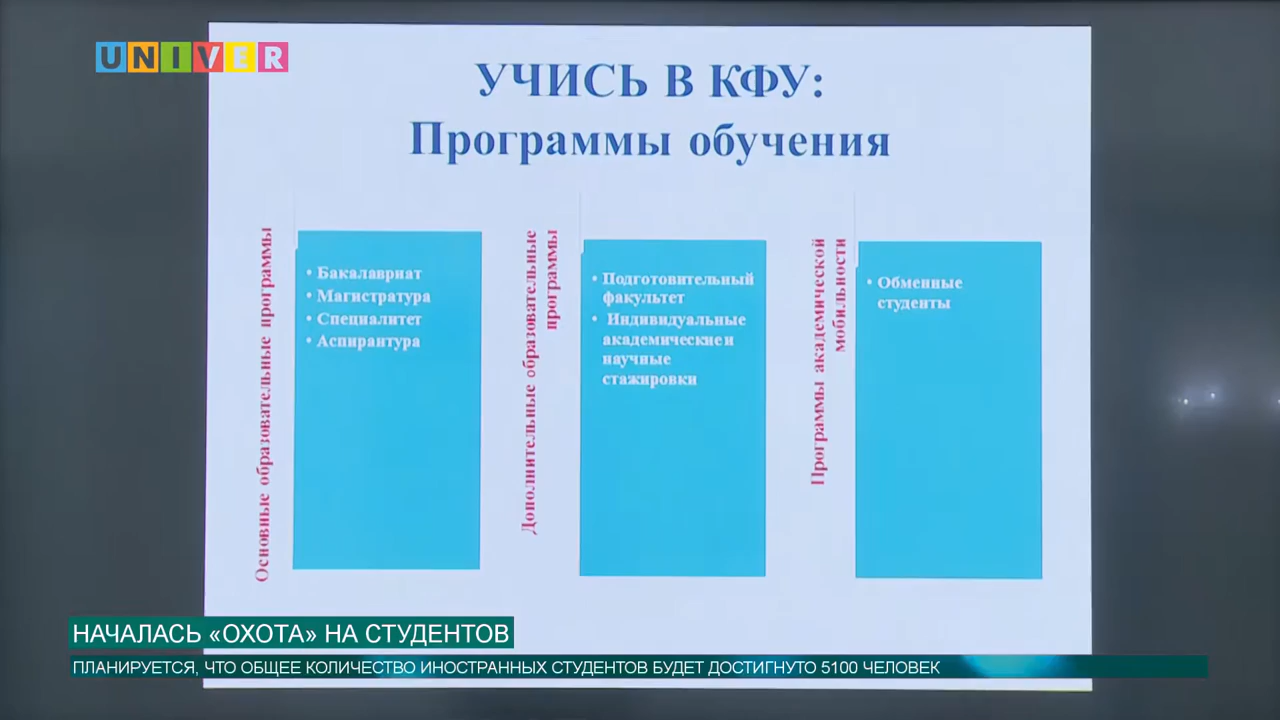 UNIVER
УЧИСЬ В КФУ:
Программы обучения
Основные образовательные программы
• Бакалавриат
• Магистратура
• Специалитет
• Аспирантура
Дополнительные образовательные
программы
• Подготовительный
факультет
• Индивидуальные
академические и
научные
стажировки
Программы академической
мобильности
• Обменные
студенты
НАЧАЛАСЬ «ОХОТА» НА СТУДЕНТОВ
ПЛАНИРУЕТСЯ, ЧТО ОБЩЕЕ КОЛИЧЕСТВО ИНОСТРАННЫХ СТУДЕНТОВ БУДЕТ ДОСТИГНУТО 5100 ЧЕЛОВЕК